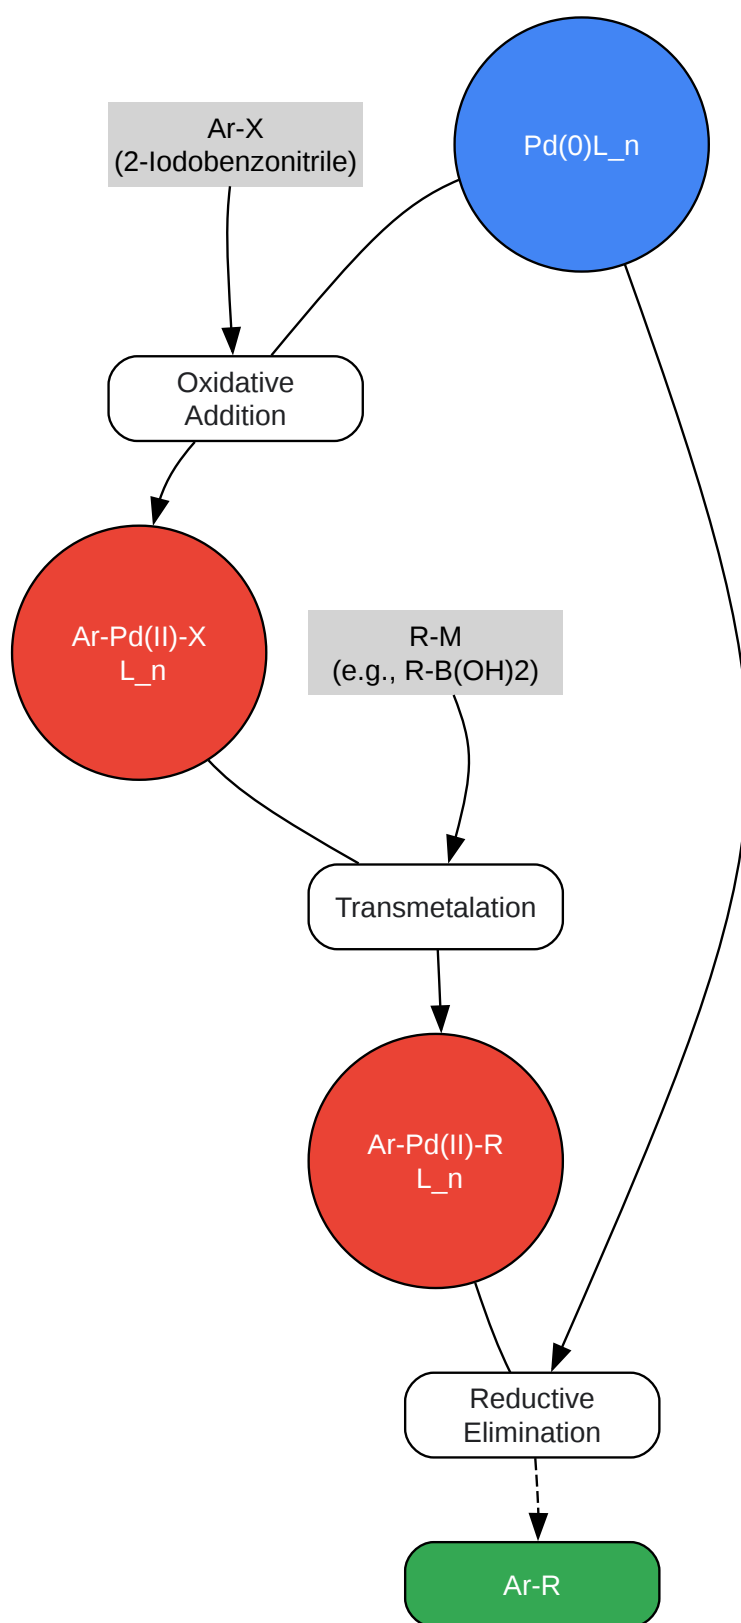 Ar-X
(2-Iodobenzonitrile)
Pd(0)L_n
Oxidative
Addition
Ar-Pd(II)-X
L_n
R-M
(e.g., R-B(OH)2)
Transmetalation
Ar-Pd(II)-R
L_n
Reductive
Elimination
Ar-R